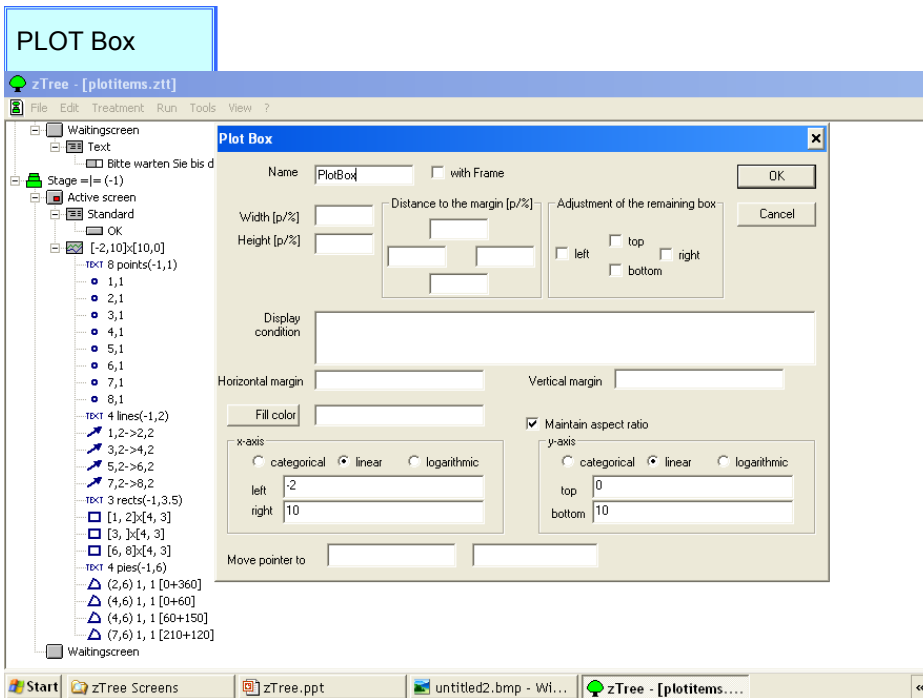 PLOT Box
zTree - [plotitems.ztt]
File Edit Treatment Run Tools View ?
Waitingscreen
Text
Bitte warten Sie bis d
Stage =|= (-1)
Active screen
Standard
OK
[-2,10]x[10,0]
TEXT 8 points(-1,1)
1,1
2,1
3,1
4,1
5,1
6,1
7,1
8,1
TEXT 4 lines(-1,2)
1,2->2,2
3,2->4,2
5,2->6,2
7,2->8,2
TEXT 3 rects(-1,3.5)
[1, 2]x[4, 3]
[3, ]x[4, 3]
[6, 8]x[4, 3]
TEXT 4 pies(-1,6)
(2,6) 1, 1 [0+360]
(4,6) 1, 1 [0+60]
(4,6) 1, 1 [60+150]
(7,6) 1, 1 [210+120]
Waitingscreen
Plot Box
Name PlotBox with Frame OK
Width [p/%] Distance to the margin [p/%] Adjustment of the remaining box Cancel
Height [p/%]
top
left right
bottom
Display
condition
Horizontal margin Vertical margin
Fill color Maintain aspect ratio
x-axis
categorical linear logarithmic
left -2
right 10
y-axis
categorical linear logarithmic
top 0
bottom 10
Move pointer to
Start zTree Screens zTree.ppt untitled2.bmp - Wi... zTree - [plotitems....